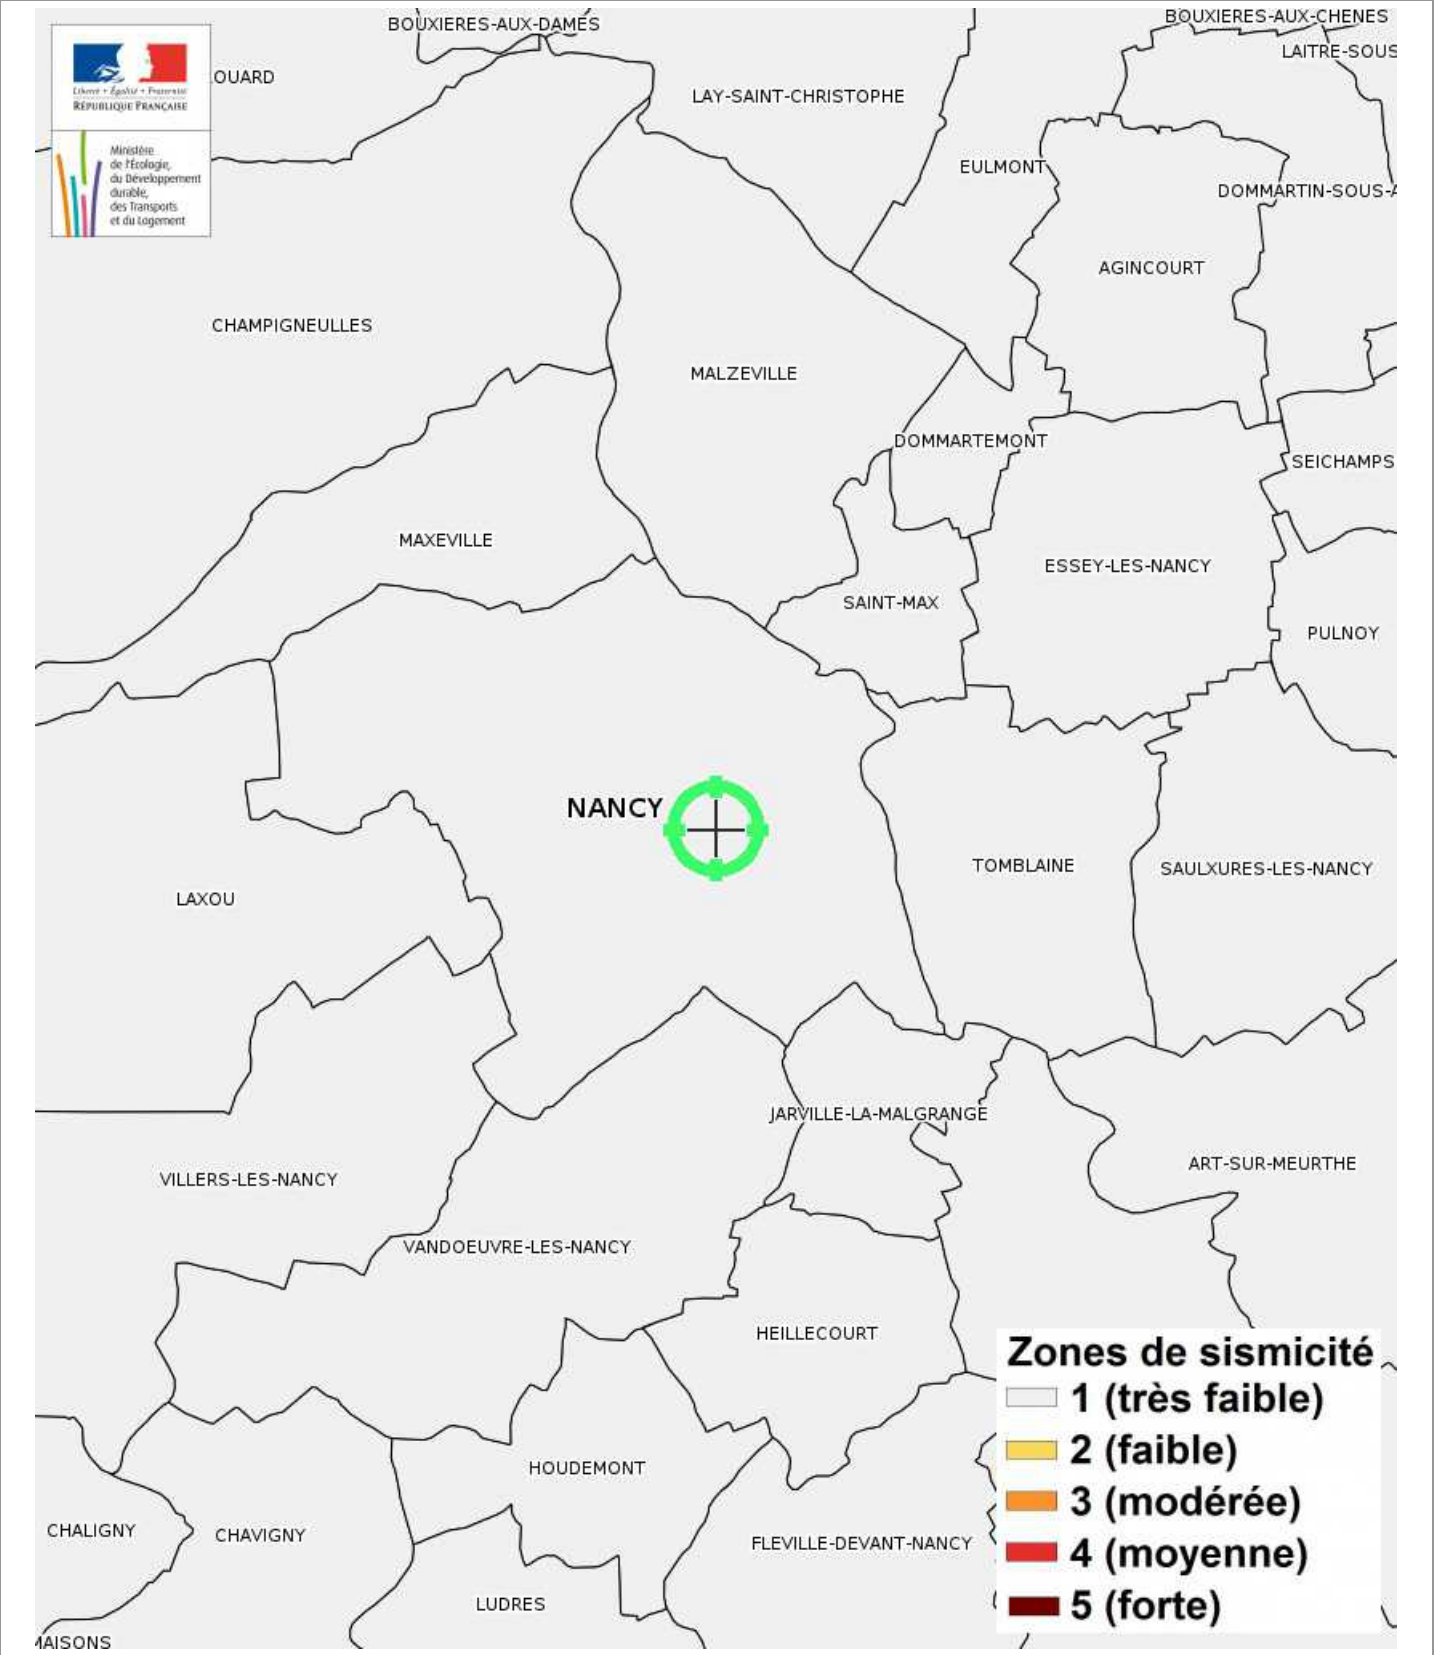 BOUXIERES-AUX-DAMES
BOUXIERES-AUX-CHENES
LAITRE-SOUS
OUARD
Liberté • Égalité • Fraternité
RÉPUBLIQUE FRANÇAISE
LAY-SAINT-CHRISTOPHE
Ministère
de l'Écologie,
du Développement
durable,
des Transports
et du Logement
EULMONT
DOMMARTIN-SOUS-A
AGINCOURT
CHAMPIGNEULLES
MALZEVILLE
DOMMARTEMONT
SEICHAMPS
MAXEVILLE
ESSEY-LES-NANCY
SAINT-MAX
PULNOY
NANCY
TOMBLAINE
SAULXURES-LES-NANCY
LAXOU
JARVILLE-LA-MALGRANGE
ART-SUR-MEURTHE
VILLERS-LES-NANCY
VANDOEUVRE-LES-NANCY
HEILLECOURT
Zones de sismicité
1 (très faible)
2 (faible)
3 (modérée)
4 (moyenne)
5 (forte)
HOUDEMONT
CHALIGNY
CHAVIGNY
FLEVILLE-DEVANT-NANCY
LUDRES
MAISONS